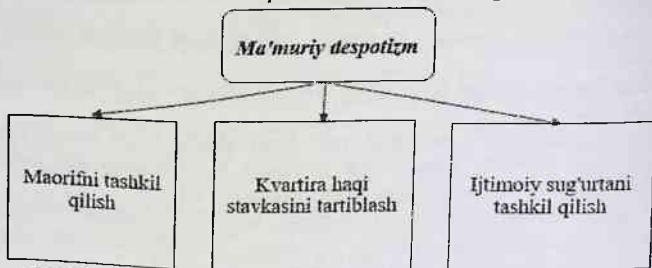 Ma'muriy despotizm
Maorifni tashkil
qilish
Kvartira haqi
stavkasini tartiblash
Ijtimoiy sug'urtani
tashkil qilish